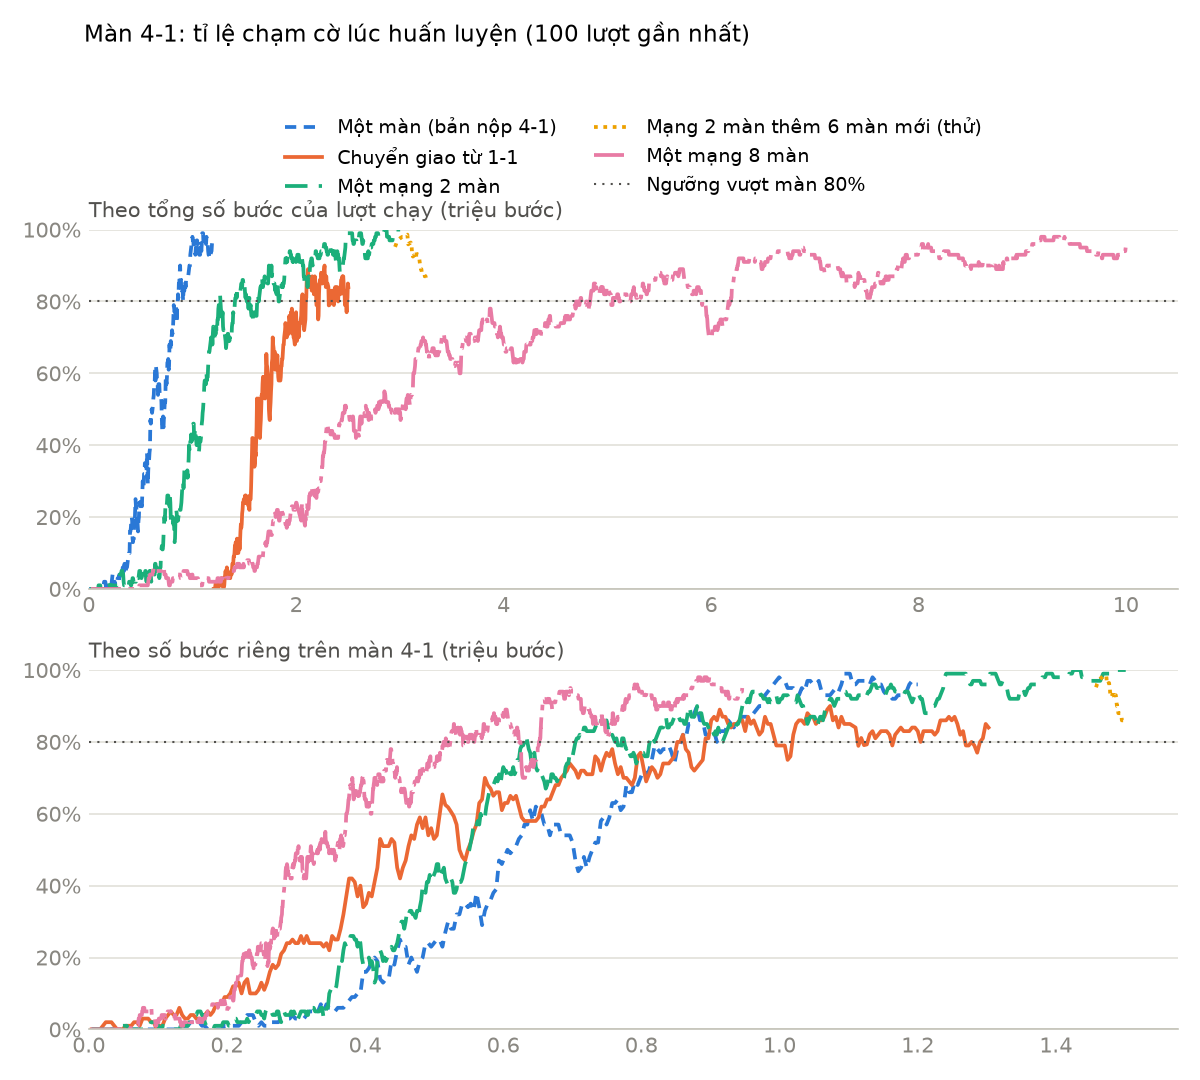 Màn 4-1: tỉ lệ chạm cờ lúc huấn luyện (100 lượt gần nhất)
Một màn (bản nộp 4-1)
Chuyển giao từ 1-1
Một mạng 2 màn
Mạng 2 màn thêm 6 màn mới (thử)
Một mạng 8 màn
Ngưỡng vượt màn 80%
Theo tổng số bước của lượt chạy (triệu bước)
100%
80%
60%
40%
20%
0%
0 2 4 6 8 10
Theo số bước riêng trên màn 4-1 (triệu bước)
100%
80%
60%
40%
20%
0%
0.0 0.2 0.4 0.6 0.8 1.0 1.2 1.4